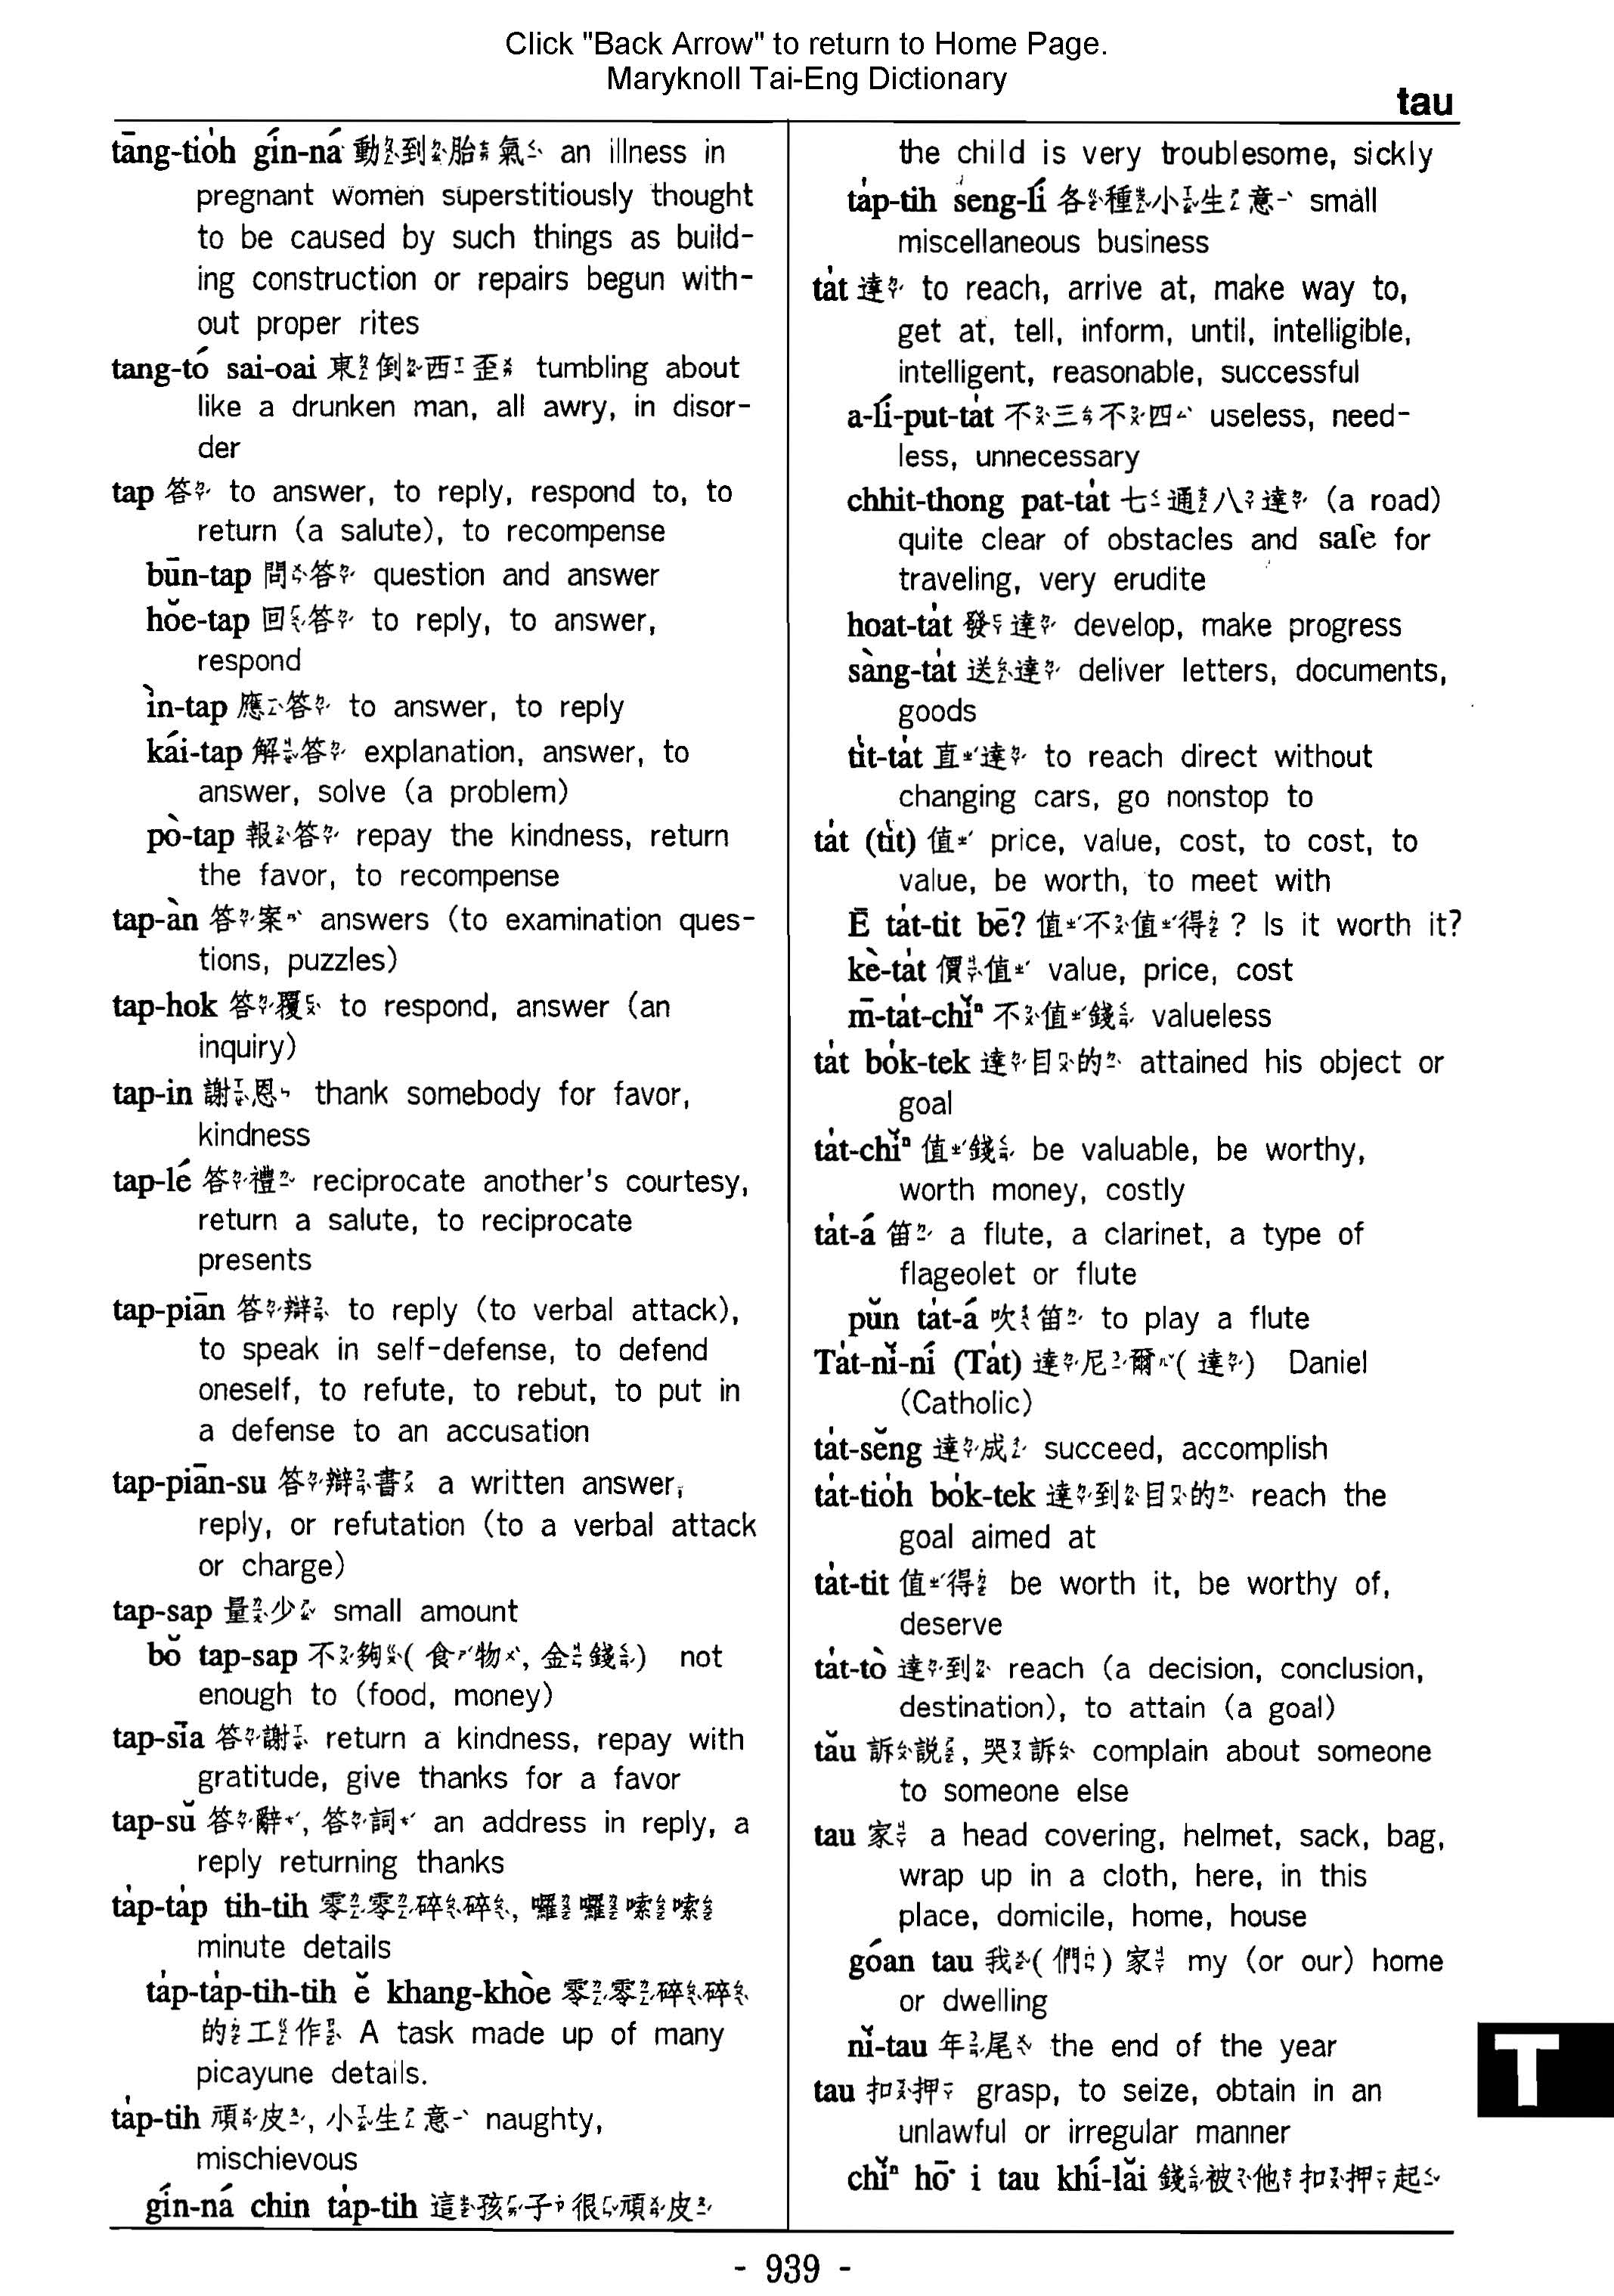 Click "Back Arrow" to return to Home Page.
Maryknoll Tai-Eng Dictionary
tau
tāng-tio̍h gín-ná 動到胎氣 an illness in
pregnant women superstitiously thought
to be caused by such things as build-
ing construction or repairs begun with-
out proper rites
tang-tó sai-oai 東倒西歪 tumbling about
like a drunken man, all awry, in disor-
der
tap 答 to answer, to reply, respond to, to
return (a salute), to recompense
būn-tap 問答 question and answer
hŏe-tap 回答 to reply, to answer,
respond
ìn-tap 應答 to answer, to reply
kái-tap 解答 explanation, answer, to
answer, solve (a problem)
pò-tap 報答 repay the kindness, return
the favor, to recompense
tap-àn 答案 answers (to examination ques-
tions, puzzles)
tap-hok 答覆 to respond, answer (an
inquiry)
tap-in 謝恩 thank somebody for favor,
kindness
tap-lé 答禮 reciprocate another's courtesy,
return a salute, to reciprocate
presents
tap-piān 答辯 to reply (to verbal attack),
to speak in self-defense, to defend
oneself, to refute, to rebut, to put in
a defense to an accusation
tap-piān-su 答辯書 a written answer,
reply, or refutation (to a verbal attack
or charge)
tap-sap 量少 small amount
bŏ tap-sap 不夠(食物, 金錢) not
enough to (food, money)
tap-sīa 答謝 return a kindness, repay with
gratitude, give thanks for a favor
tap-sŭ 答辭, 答詞 an address in reply, a
reply returning thanks
ta̍p-ta̍p tih-tih 零零碎碎, 囉囉嗦嗦
minute details
ta̍p-ta̍p-tih-tih ĕ khang-khòe 零零碎碎
的工作 A task made up of many
picayune details.
ta̍p-tih 頑皮, 小生意 naughty,
mischievous
gín-ná chin ta̍p-tih 這孩子很頑皮
the child is very troublesome, sickly
ta̍p-tih seng-lí 各種小生意 small
miscellaneous business
ta̍t 達 to reach, arrive at, make way to,
get at, tell, inform, until, intelligible,
intelligent, reasonable, successful
a-lí-put-ta̍t 不三不四 useless, need-
less, unnecessary
chhit-thong pat-ta̍t 七通八達 (a road)
quite clear of obstacles and safe for
traveling, very erudite
hoat-ta̍t 發達 develop, make progress
sàng-ta̍t 送達 deliver letters, documents,
goods
ti̍t-ta̍t 直達 to reach direct without
changing cars, go nonstop to
ta̍t (ti̍t) 值 price, value, cost, to cost, to
value, be worth, to meet with
Ē ta̍t-tit bē? 值不值得? Is it worth it?
kè-ta̍t 價值 value, price, cost
m̄-ta̍t-chĭⁿ 不值錢 valueless
ta̍t bo̍k-tek 達目的 attained his object or
goal
ta̍t-chĭⁿ 值錢 be valuable, be worthy,
worth money, costly
ta̍t-á 笛 a flute, a clarinet, a type of
flageolet or flute
pŭn ta̍t-á 吹笛 to play a flute
Ta̍t-nĭ-ní (Ta̍t) 達尼爾(達) Daniel
(Catholic)
ta̍t-sĕng 達成 succeed, accomplish
ta̍t-tio̍h bo̍k-tek 達到目的 reach the
goal aimed at
ta̍t-tit 值得 be worth it, be worthy of,
deserve
ta̍t-tò 達到 reach (a decision, conclusion,
destination), to attain (a goal)
tău 訴說, 哭訴 complain about someone
to someone else
tau 家 a head covering, helmet, sack, bag,
wrap up in a cloth, here, in this
place, domicile, home, house
góan tau 我(們) 家 my (or our) home
or dwelling
nĭ-tau 年尾 the end of the year
tau 扣押 grasp, to seize, obtain in an
unlawful or irregular manner
chĭⁿ hō͘ i tau khí-lăi 錢被他扣押起
T
- 939 -